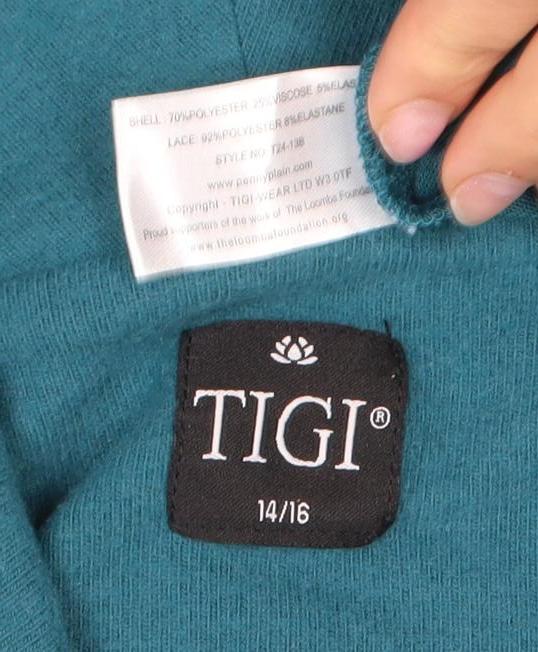 SHELL : 70%POLYESTER 25%VISCOSE 5%ELAS
LACE: 92%POLYESTER 8%ELASTANE
STYLE NO: T24-13B
www.pennyplain.com
Copyright - TIGI-WEAR LTD W3 0TF
Proud supporters of the work of The Loomba Founda
www.theloombafoundation.org
TIGI®
14/16